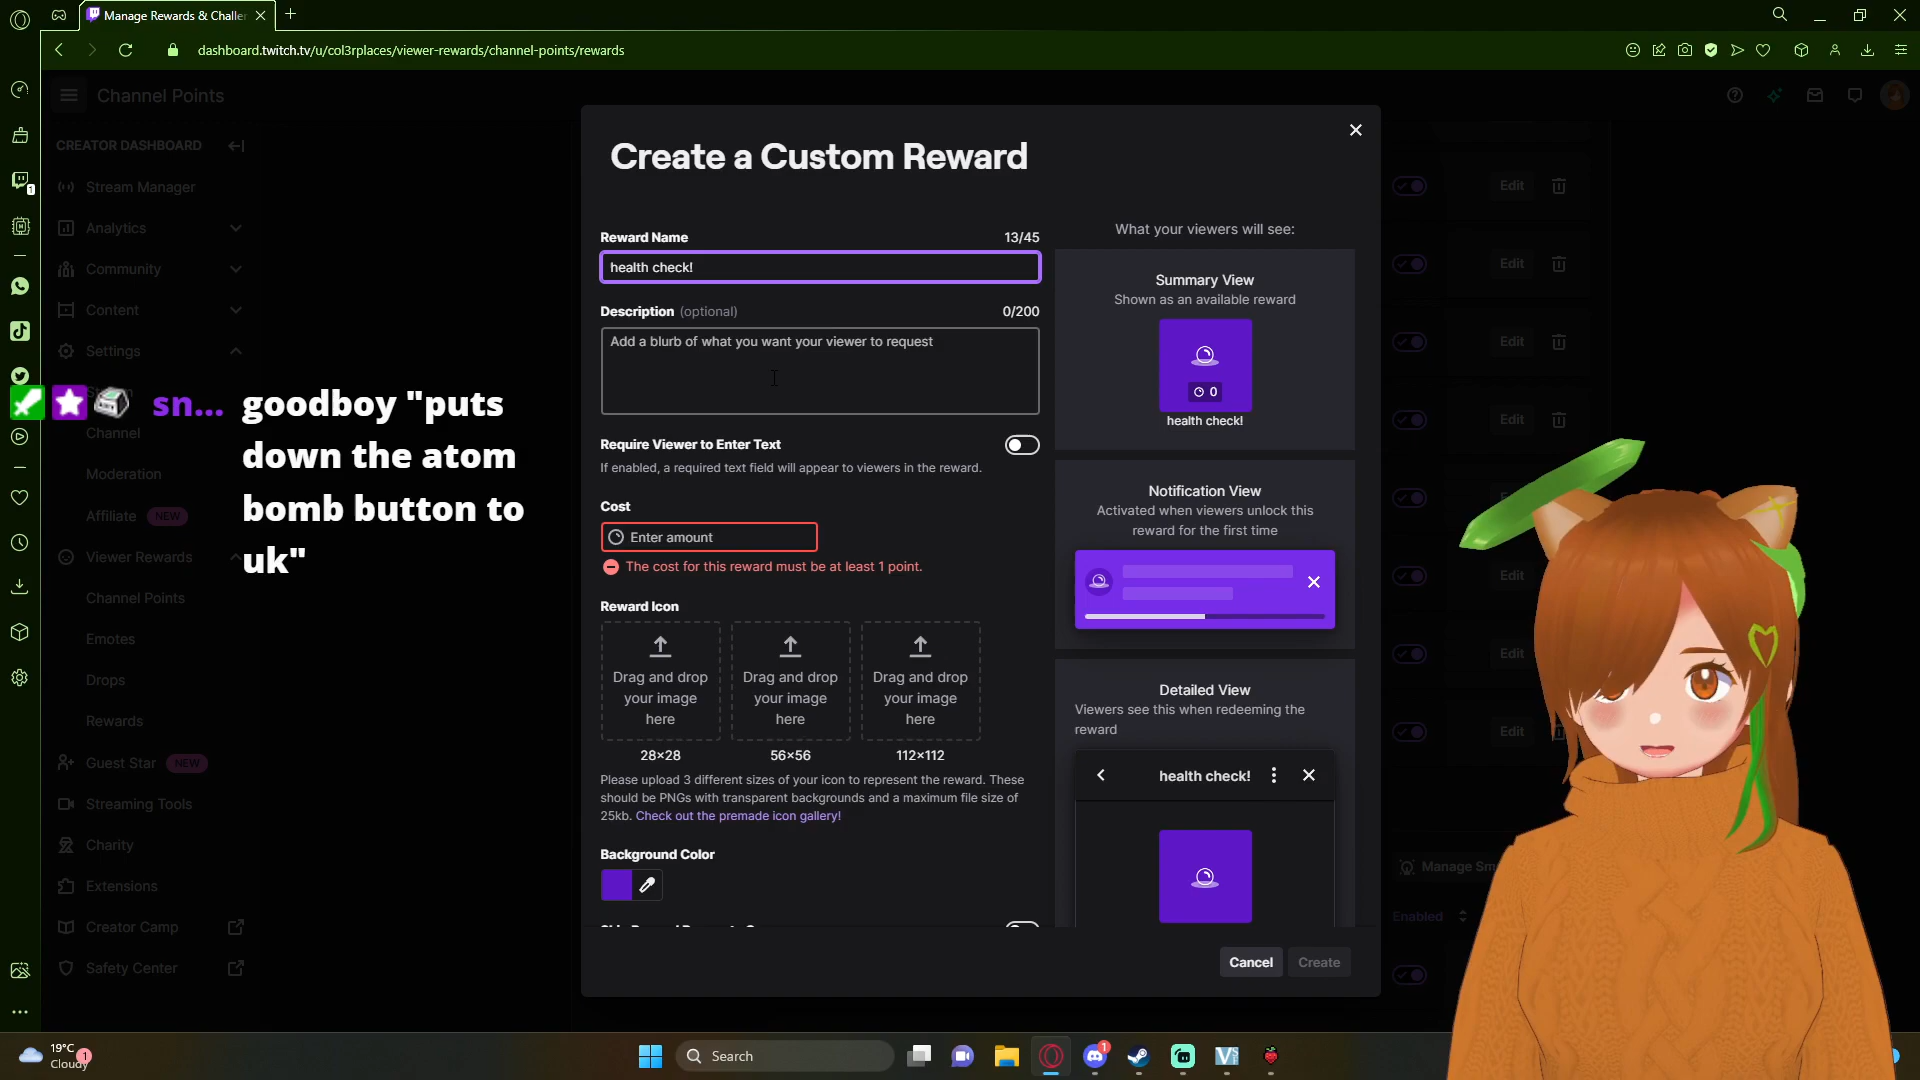 Manage Rewards & Challer
dashboard.twitch.tv/u/col3rplaces/viewer-rewards/channel-points/rewards
Channel Points
CREATOR DASHBOARD
Stream Manager
Analytics
Community
Content
Settings
Channel
Moderation
Affiliate NEW
Viewer Rewards
Channel Points
Emotes
Drops
Rewards
Guest Star NEW
Streaming Tools
Charity
Extensions
Creator Camp
Safety Center
1
sn... goodboy "puts
down the atom
bomb button to
uk"
Create a Custom Reward
Reward Name 13/45
health check!
Description (optional) 0/200
Add a blurb of what you want your viewer to request
Require Viewer to Enter Text
If enabled, a required text field will appear to viewers in the reward.
Cost
Enter amount
The cost for this reward must be at least 1 point.
Reward Icon
Drag and drop your image here
Drag and drop your image here
Drag and drop your image here
28×28 56×56 112×112
Please upload 3 different sizes of your icon to represent the reward. These
should be PNGs with transparent backgrounds and a maximum file size of
25kb. Check out the premade icon gallery!
Background Color
What your viewers will see:
Summary View
Shown as an available reward
0
health check!
Notification View
Activated when viewers unlock this
reward for the first time
Detailed View
Viewers see this when redeeming the
reward
health check!
Cancel Create
Edit
Edit
Edit
Edit
Edit
Edit
Edit
Manage Sm
Enabled
19°C
Cloudy
1
Search
1